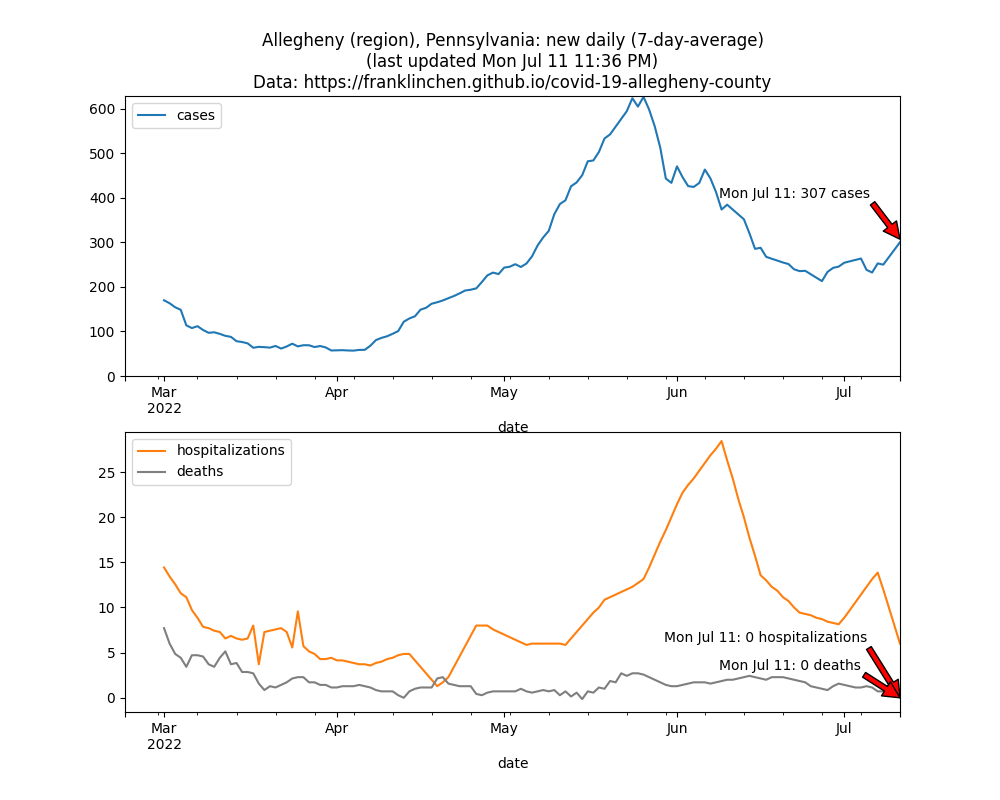 Allegheny (region), Pennsylvania: new daily (7-day-average)
(last updated Mon Jul 11 11:36 PM)
Data: https://franklinchen.github.io/covid-19-allegheny-county
600
500
400
300
200
100
0
cases
Mon Jul 11: 307 cases
Mar
2022
Apr
May
Jun
Jul
date
25
20
15
10
5
0
hospitalizations
deaths
Mon Jul 11: 0 hospitalizations
Mon Jul 11: 0 deaths
Mar
2022
Apr
May
Jun
Jul
date